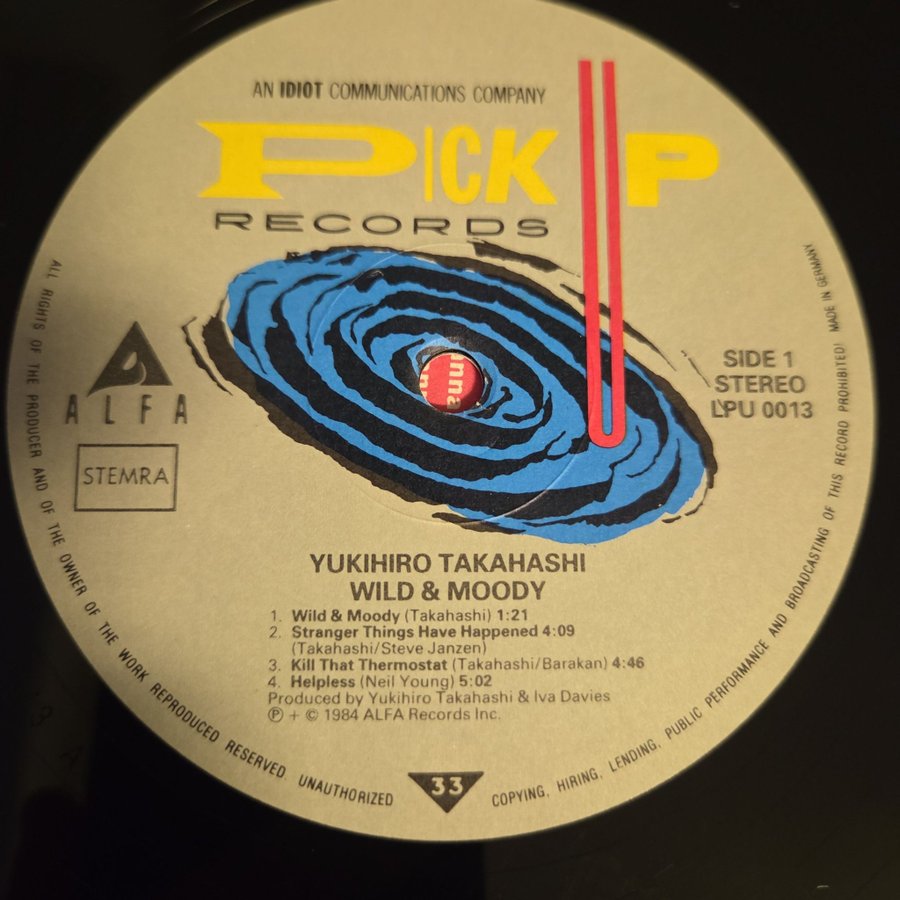 AN IDIOT COMMUNICATIONS COMPANY
PICK UP
RECORDS
ALFA
STEMRA
SIDE 1
STEREO
LPU 0013
YUKIHIRO TAKAHASHI
WILD & MOODY
1. Wild & Moody (Takahashi) 1:21
2. Stranger Things Have Happened 4:09
(Takahashi/Steve Janzen)
3. Kill That Thermostat (Takahashi/Barakan) 4:46
4. Helpless (Neil Young) 5:02
Produced by Yukihiro Takahashi & Iva Davies
℗ + © 1984 ALFA Records Inc.
33
ALL RIGHTS OF THE PRODUCER AND OF THE OWNER OF THE WORK REPRODUCED RESERVED. UNAUTHORIZED COPYING, HIRING, LENDING, PUBLIC PERFORMANCE AND BROADCASTING OF THIS RECORD PROHIBITED! MADE IN GERMANY